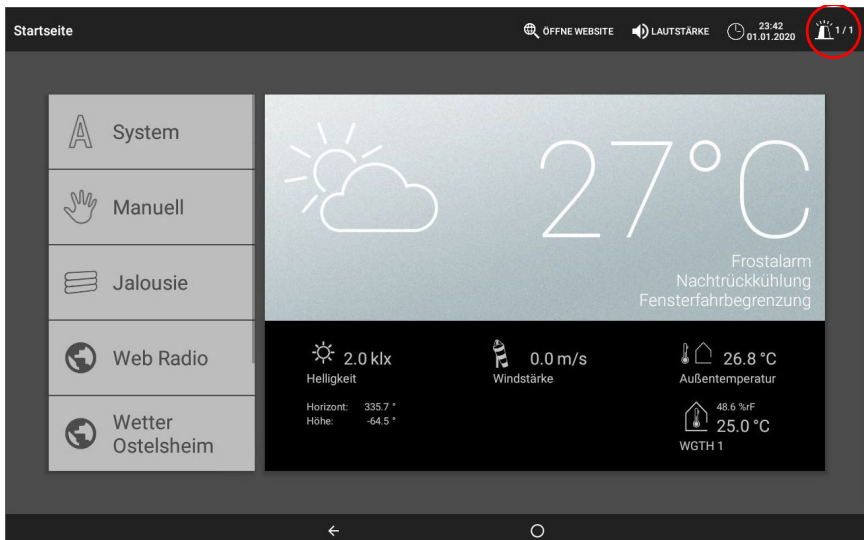 Startseite
ÖFFNE WEBSITE
LAUTSTÄRKE
23:42
01.01.2020
1/1
System
Manuell
Jalousie
Web Radio
Wetter
Ostelsheim
27°C
Frostalarm
Nachtrückkühlung
Fensterfahrbegrenzung
2.0 klx
Helligkeit
Horizont: 335.7 °
Höhe: -64.5 °
0.0 m/s
Windstärke
26.8 °C
Außentemperatur
48.6 %rF
25.0 °C
WGTH 1